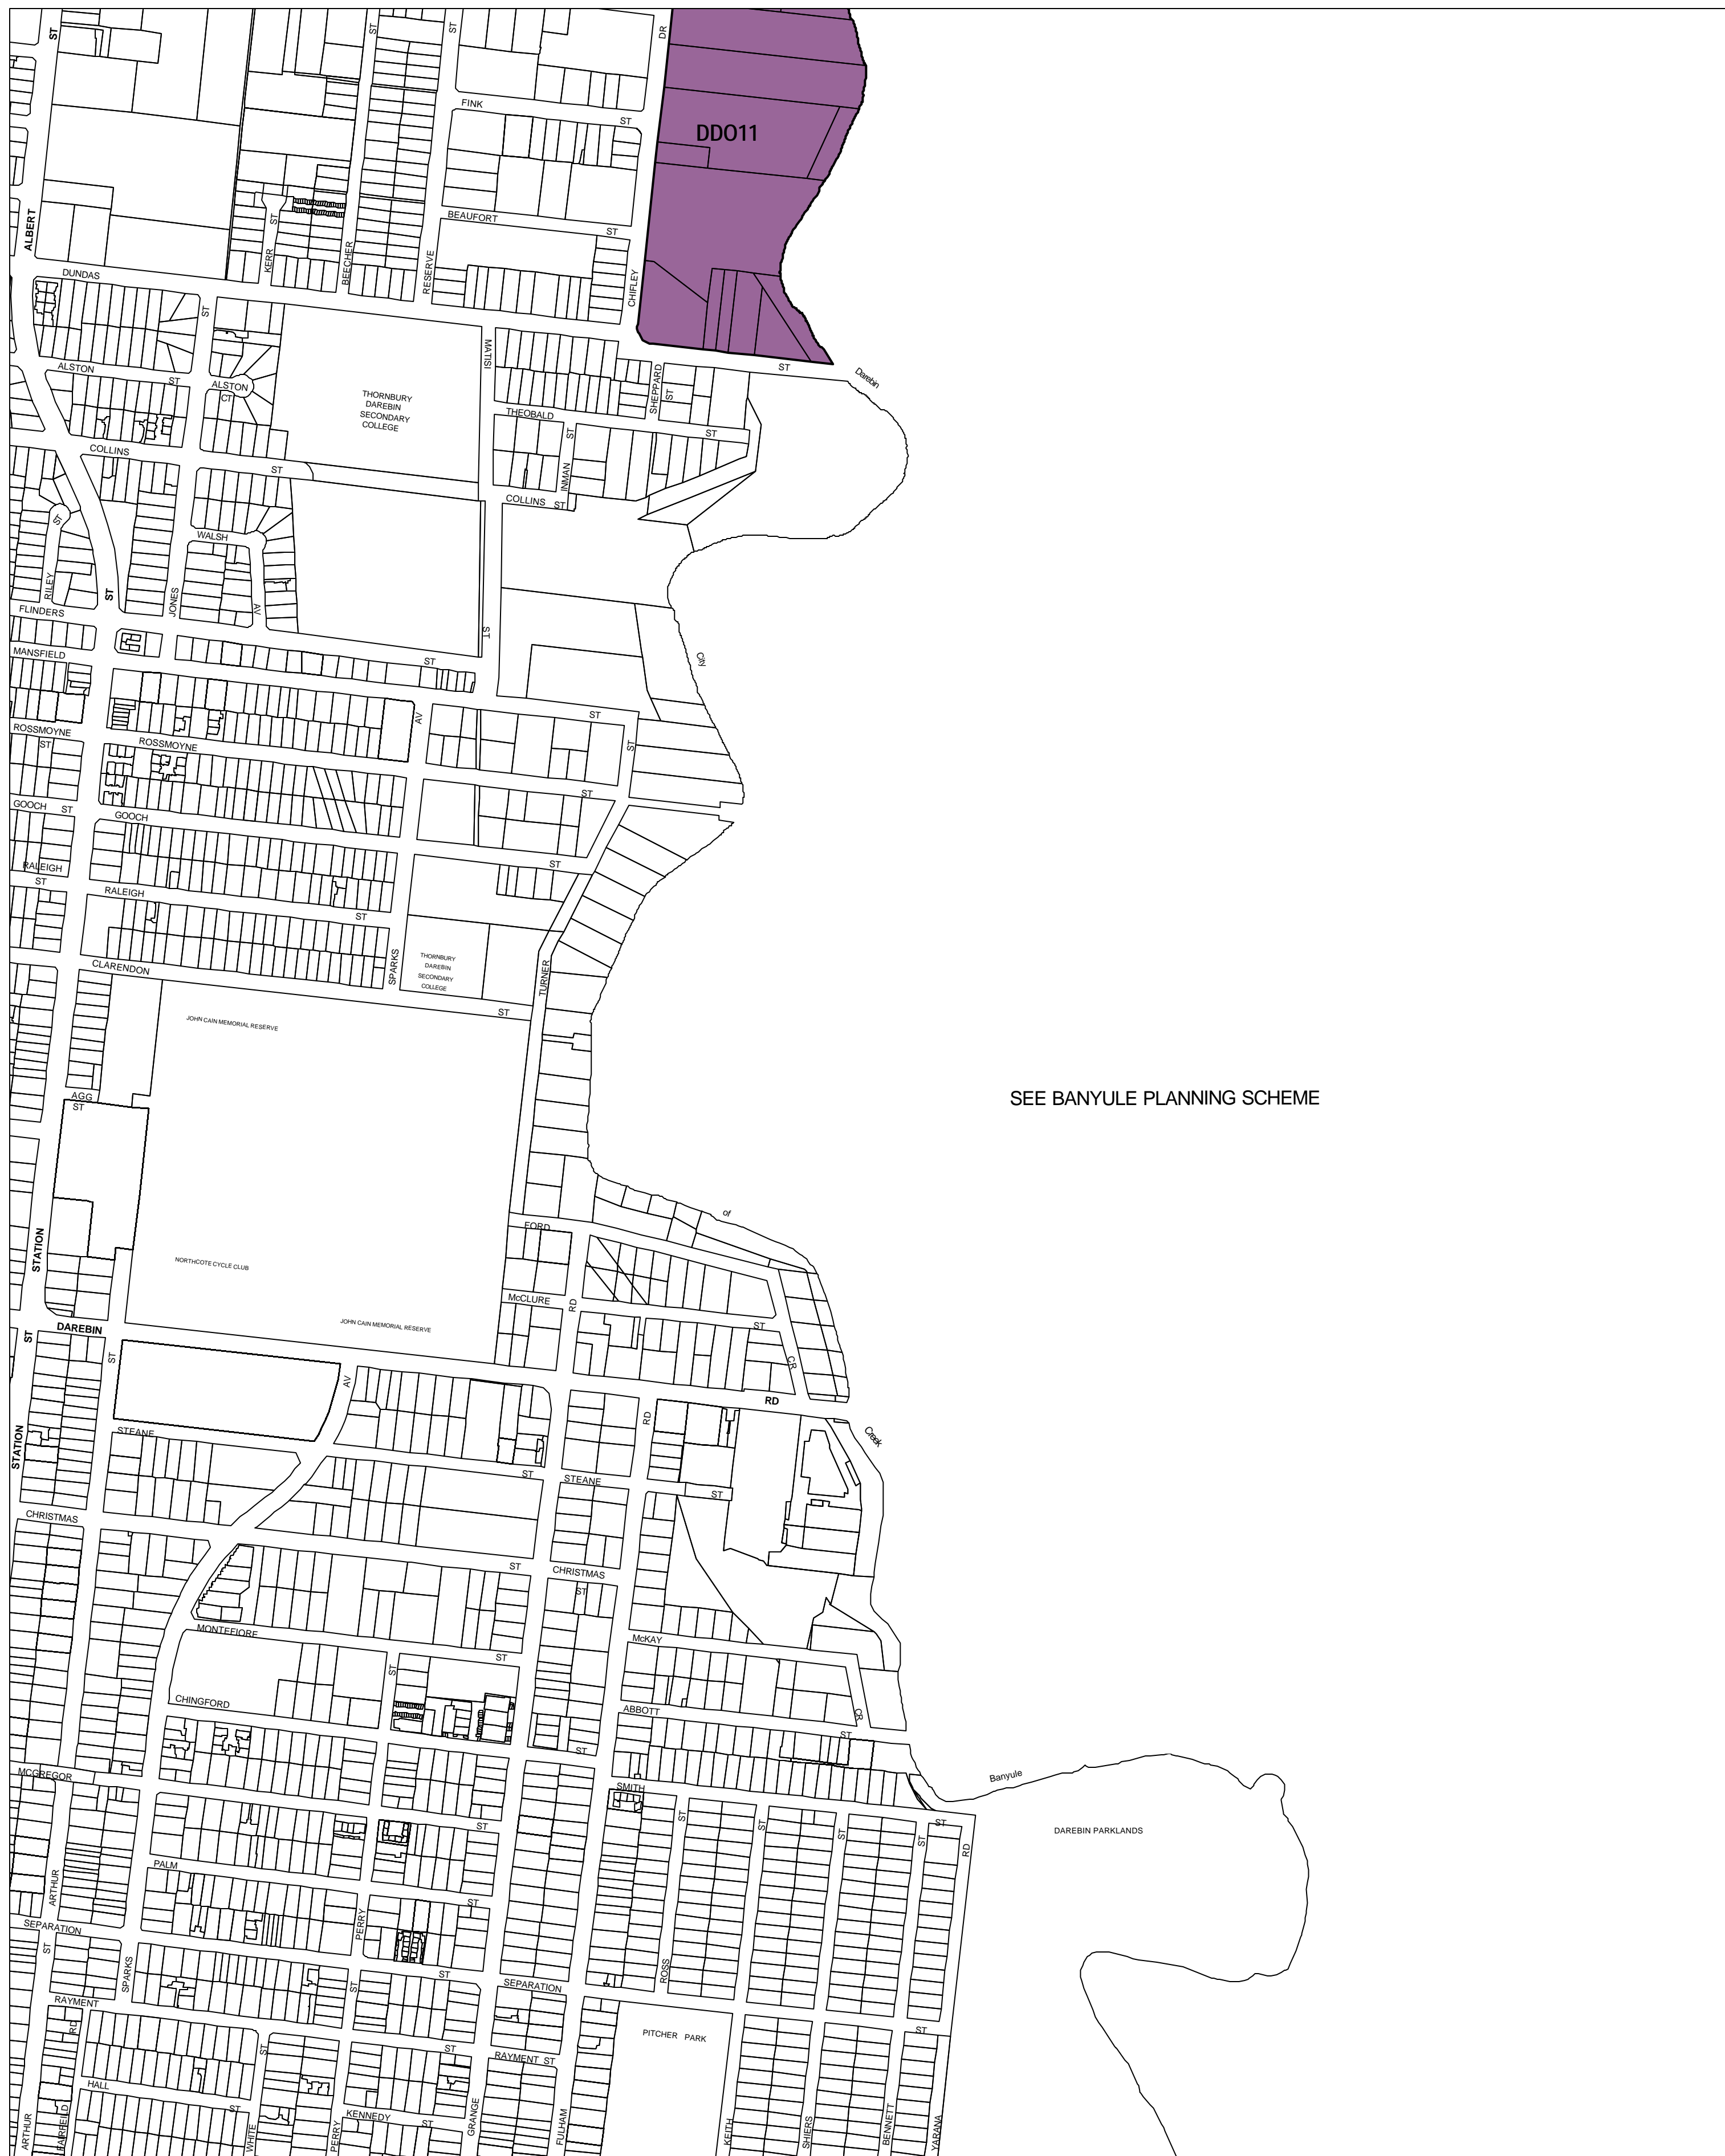 ST
ST
ST
DR
FINK
ST
DDO11
ALBERT
KERR
ST
BEECHER
RESERVE
BEAUFORT
ST
CHIFLEY
DUNDAS
ST
MATISI
ST
Darebin
ALSTON
ST
ALSTON
CT
THORNBURY
DAREBIN
SECONDARY
COLLEGE
SHEPPARD
ST
THEOBALD
ST
ST
INMAN
COLLINS
ST
COLLINS ST
ST
RILEY
WALSH
JONES
AV
ST
FLINDERS
ST
ST
City
MANSFIELD
AV
ST
ROSSMOYNE
ST
ROSSMOYNE
ST
GOOCH ST
GOOCH
ST
RALEIGH
ST
RALEIGH
ST
ST
SPARKS
THORNBURY
DAREBIN
SECONDARY
COLLEGE
TURNER
CLARENDON
ST
JOHN CAIN MEMORIAL RESERVE
AGG
ST
SEE BANYULE PLANNING SCHEME
STATION
of
FORD
NORTHCOTE CYCLE CLUB
McCLURE
RD
JOHN CAIN MEMORIAL RESERVE
ST
CR
DAREBIN
ST
ST
AV
RD
RD
Creek
STATION
STEANE
ST
STEANE
ST
CHRISTMAS
ST
CHRISTMAS
ST
MONTEFIORE
ST
McKAY
ST
CHINGFORD
ST
ABBOTT
ST
CR
MCGREGOR
SMITH
Banyule
ST
ST
ST
ST
ST
ST
RD
DAREBIN PARKLANDS
PALM
ST
ARTHUR
PERRY
SEPARATION
ST
SPARKS
ST
ST
SEPARATION
ROSS
RAYMENT
RD
ST
ST
RAYMENT ST
PITCHER PARK
ST
HALL
ST
KENNEDY
ST
ARTHUR
FAIRFEILD
WHITE
PERRY
GRANGE
FULHAM
KEITH
SHIERS
BENNETT
YARANA